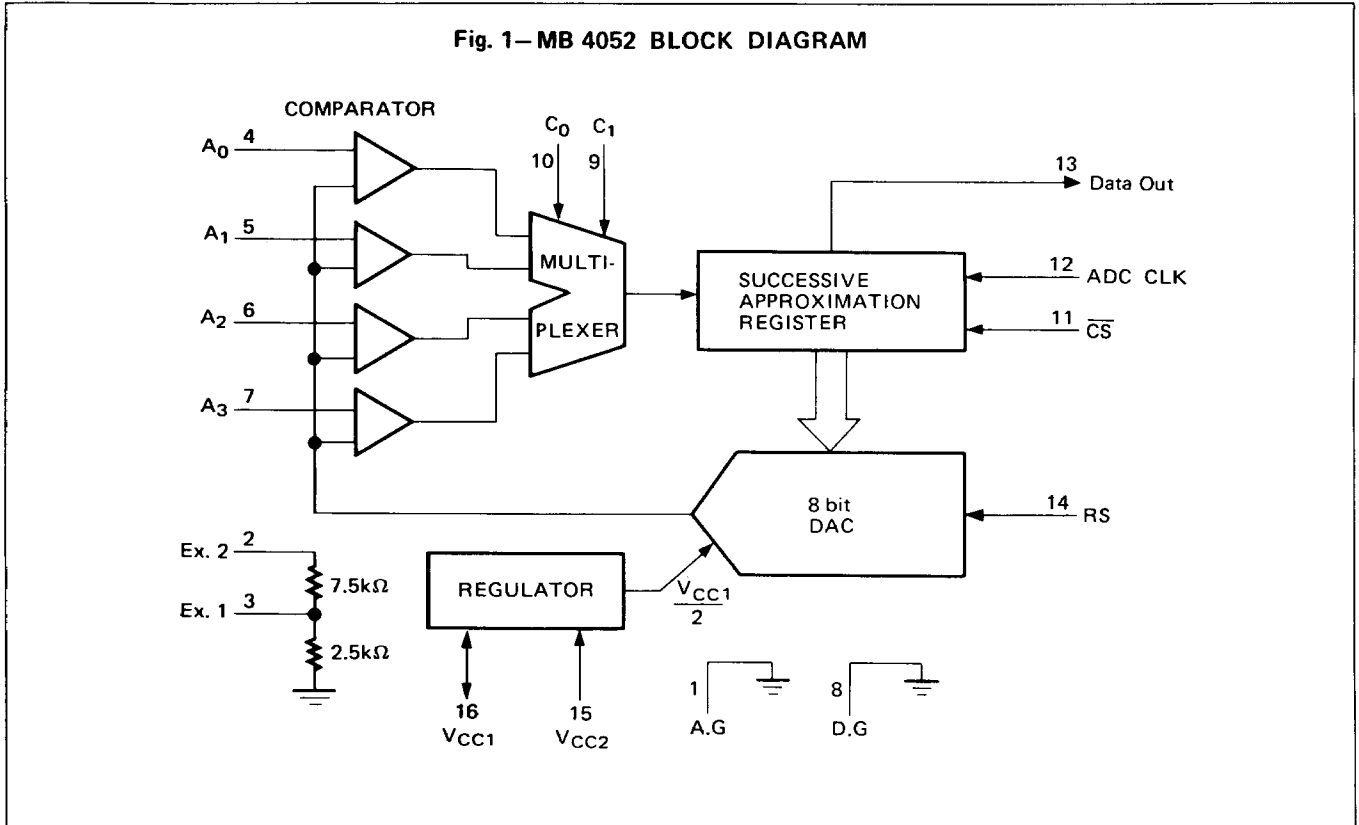 Fig. 1—MB 4052 BLOCK DIAGRAM
COMPARATOR
A0 4
A1 5
A2 6
A3 7
C0 C1
10 9
MULTI-
PLEXER
13
Data Out
SUCCESSIVE
APPROXIMATION
REGISTER
12 ADC CLK
11 C̅S̅
8 bit
DAC
14 RS
Ex. 2 2
7.5kΩ
Ex. 1 3
2.5kΩ
REGULATOR
VCC1
2
16 15
VCC1 VCC2
1 8
A.G D.G